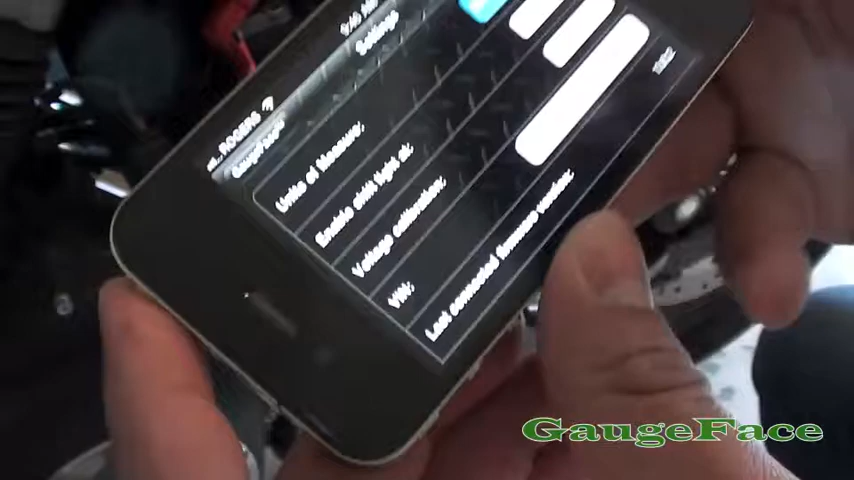 ROGERS
Settings
GaugeFace
Units of Measure:
Enable shift light at:
Voltage calibration:
VIN:
Last connected firmware version:
GaugeFace